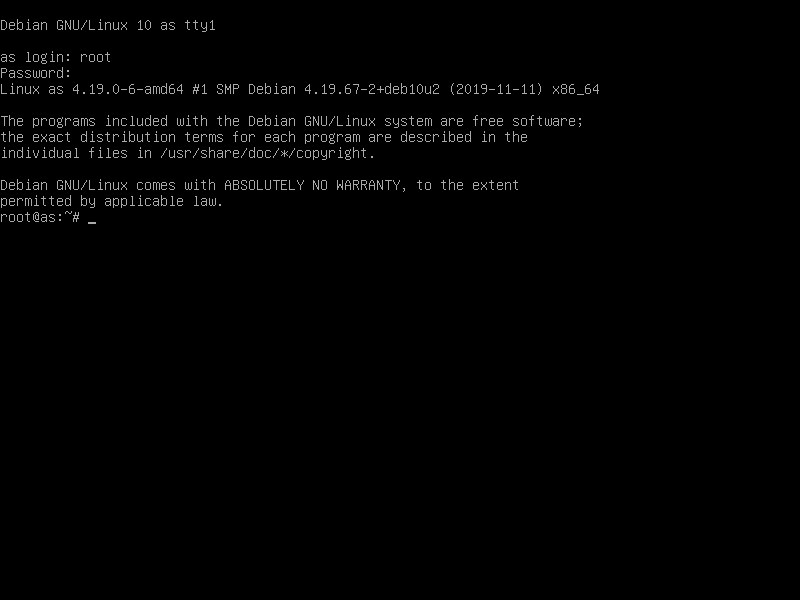 Debian GNU/Linux 10 as tty1
as login: root
Password:
Linux as 4.19.0-6-amd64 #1 SMP Debian 4.19.67-2+deb10u2 (2019-11-11) x86_64
The programs included with the Debian GNU/Linux system are free software;
the exact distribution terms for each program are described in the
individual files in /usr/share/doc/*/copyright.
Debian GNU/Linux comes with ABSOLUTELY NO WARRANTY, to the extent
permitted by applicable law.
root@as:~# _